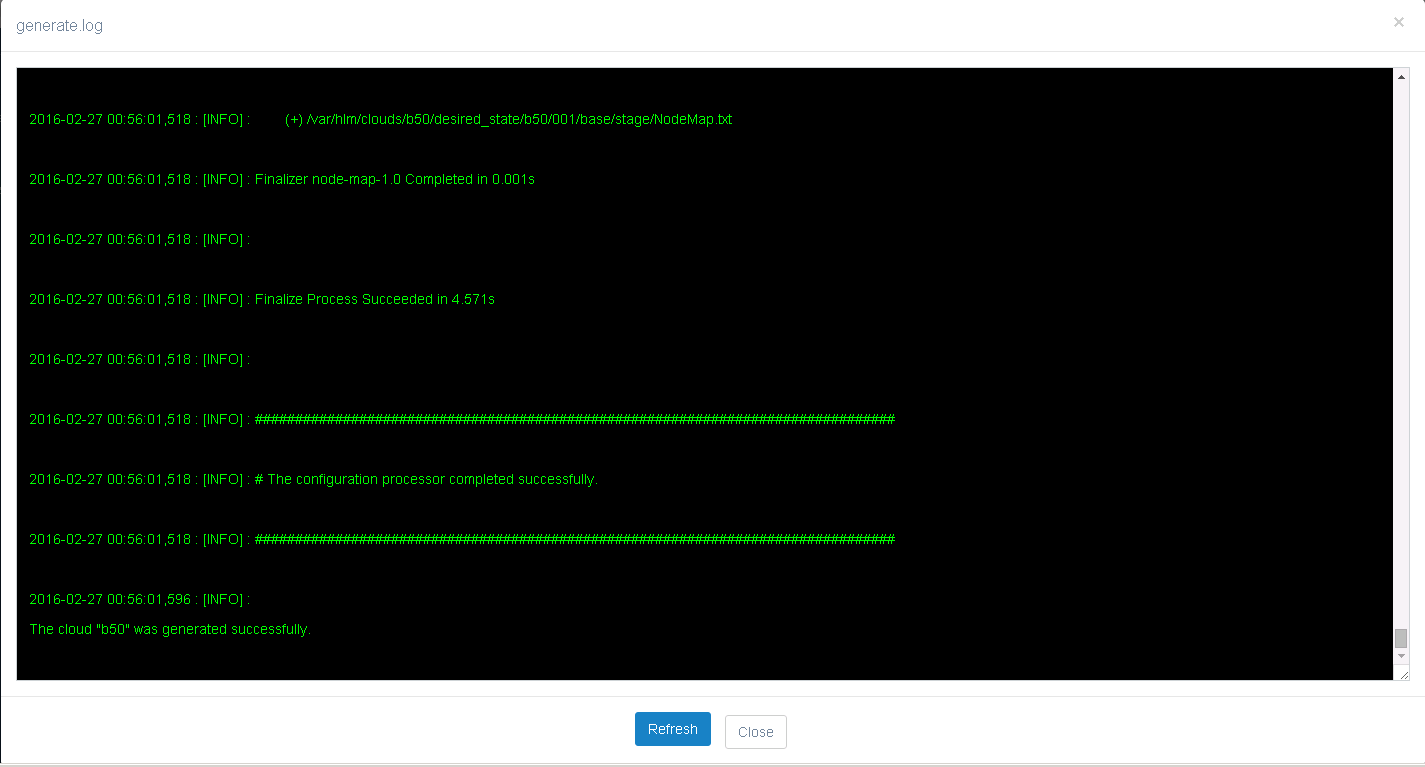 generate.log
×
2016-02-27 00:56:01,518 : [INFO] : (+) /var/hlm/clouds/b50/desired_state/b50/001/base/stage/NodeMap.txt
2016-02-27 00:56:01,518 : [INFO] : Finalizer node-map-1.0 Completed in 0.001s
2016-02-27 00:56:01,518 : [INFO] :
2016-02-27 00:56:01,518 : [INFO] : Finalize Process Succeeded in 4.571s
2016-02-27 00:56:01,518 : [INFO] :
2016-02-27 00:56:01,518 : [INFO] : ################################################################################
2016-02-27 00:56:01,518 : [INFO] : # The configuration processor completed successfully.
2016-02-27 00:56:01,518 : [INFO] : ################################################################################
2016-02-27 00:56:01,596 : [INFO] :
The cloud "b50" was generated successfully.
Refresh
Close